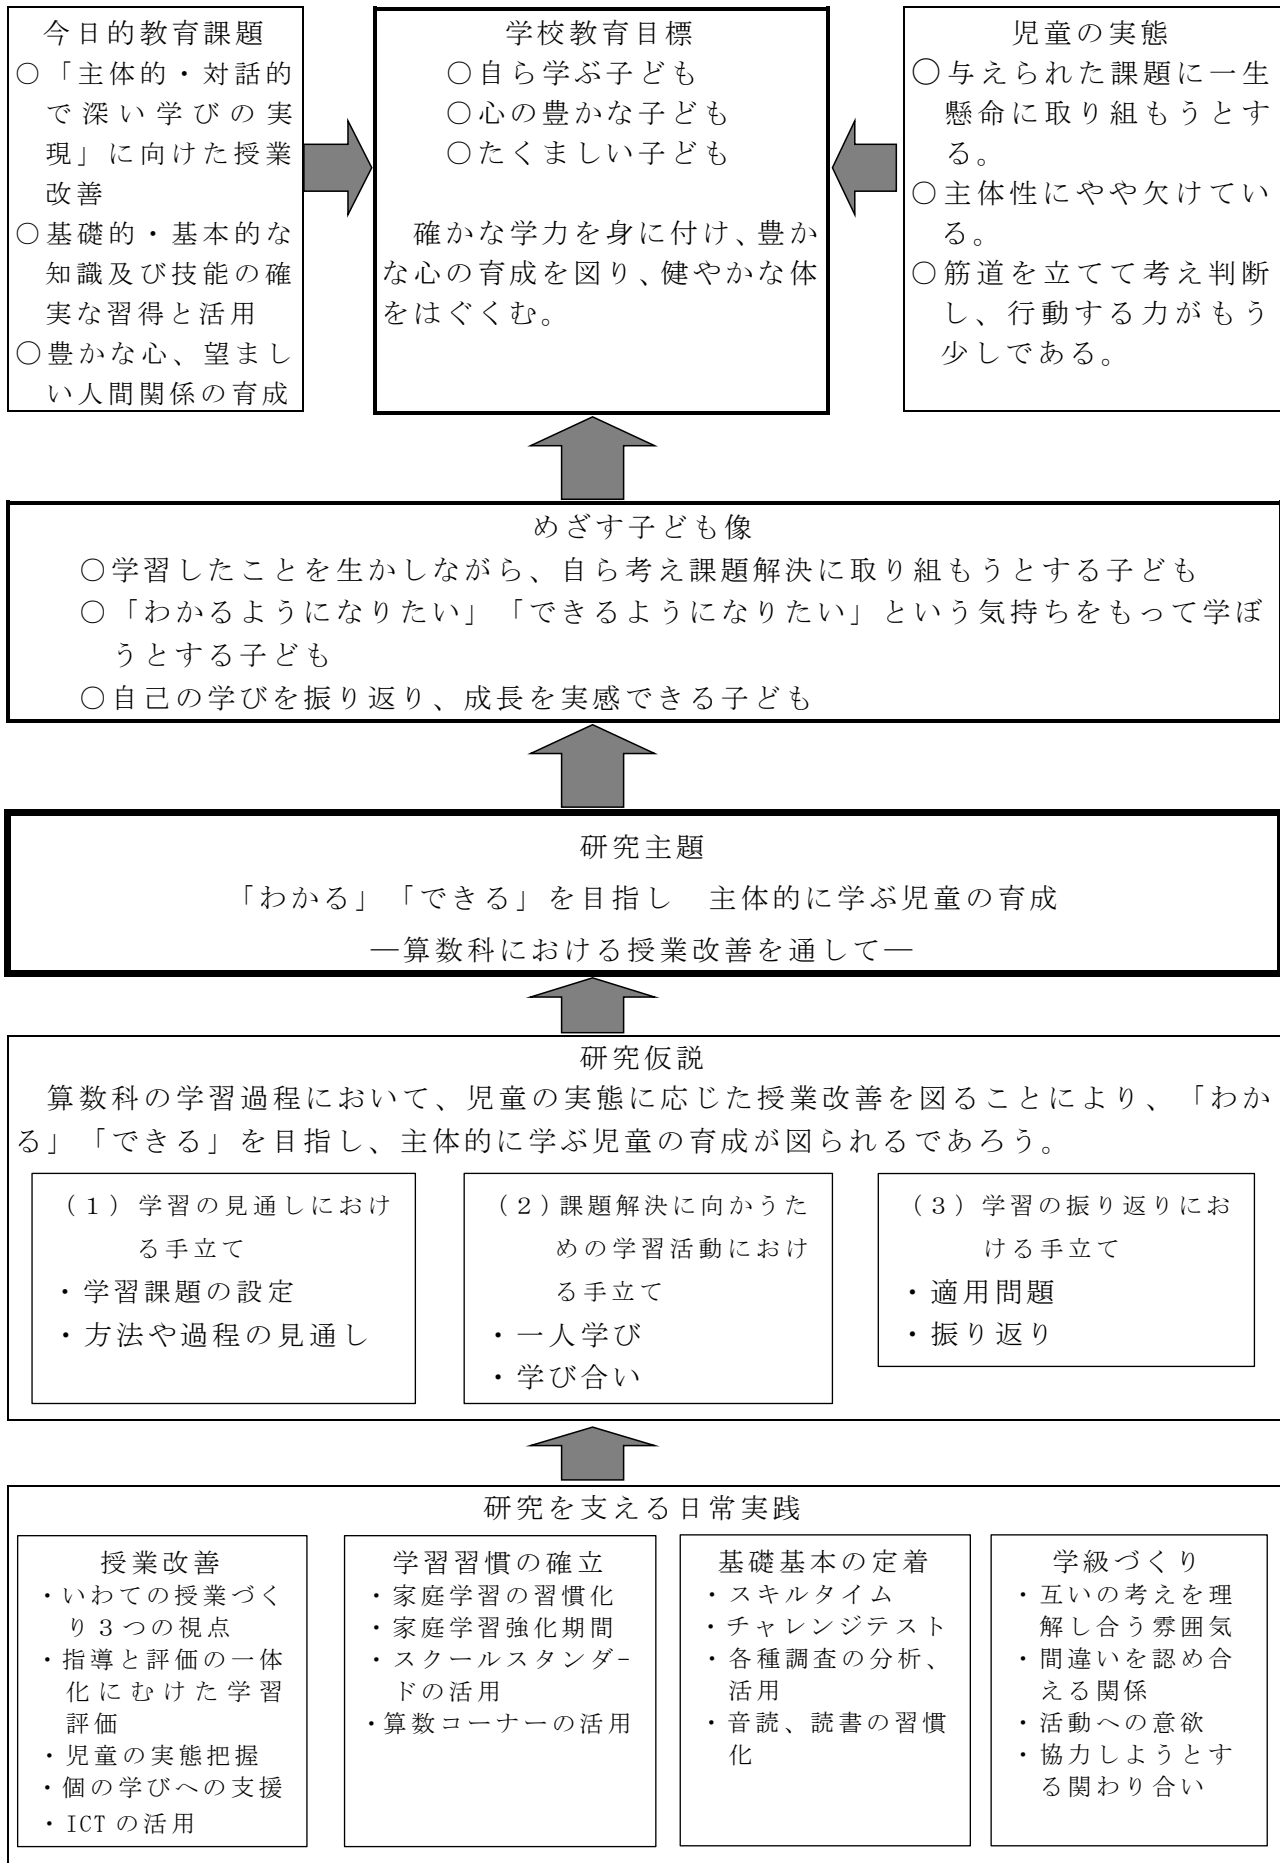 今日的教育課題
○「主体的・対話的
で深い学びの実
現」に向けた授業
改善
○基礎的・基本的な
知識及び技能の確
実な習得と活用
○豊かな心、望まし
い人間関係の育成
学校教育目標
○自ら学ぶ子ども
○心の豊かな子ども
○たくましい子ども
確かな学力を身に付け、豊か
な心の育成を図り、健やかな体
をはぐくむ。
児童の実態
○与えられた課題に一生
懸命に取り組もうとす
る。
○主体性にやや欠けてい
る。
○筋道を立てて考え判断
し、行動する力がもう
少しである。
めざす子ども像
○学習したことを生かしながら、自ら考え課題解決に取り組もうとする子ども
○「わかるようになりたい」「できるようになりたい」という気持ちをもって学ぼ
うとする子ども
○自己の学びを振り返り、成長を実感できる子ども
研究主題
「わかる」「できる」を目指し　主体的に学ぶ児童の育成
―算数科における授業改善を通して―
研究仮説
算数科の学習過程において、児童の実態に応じた授業改善を図ることにより、「わか
る」「できる」を目指し、主体的に学ぶ児童の育成が図られるであろう。
（１）学習の見通しにおけ
る手立て
・学習課題の設定
・方法や過程の見通し
（２）課題解決に向かうた
めの学習活動におけ
る手立て
・一人学び
・学び合い
（３）学習の振り返りにお
ける手立て
・適用問題
・振り返り
研究を支える日常実践
授業改善
・いわての授業づく
り３つの視点
・指導と評価の一体
化にむけた学習
評価
・児童の実態把握
・個の学びへの支援
・ICTの活用
学習習慣の確立
・家庭学習の習慣化
・家庭学習強化期間
・スクールスタンダ-
ドの活用
・算数コーナーの活用
基礎基本の定着
・スキルタイム
・チャレンジテスト
・各種調査の分析、
活用
・音読、読書の習慣
化
学級づくり
・互いの考えを理
解し合う雰囲気
・間違いを認め合
える関係
・活動への意欲
・協力しようとす
る関わり合い